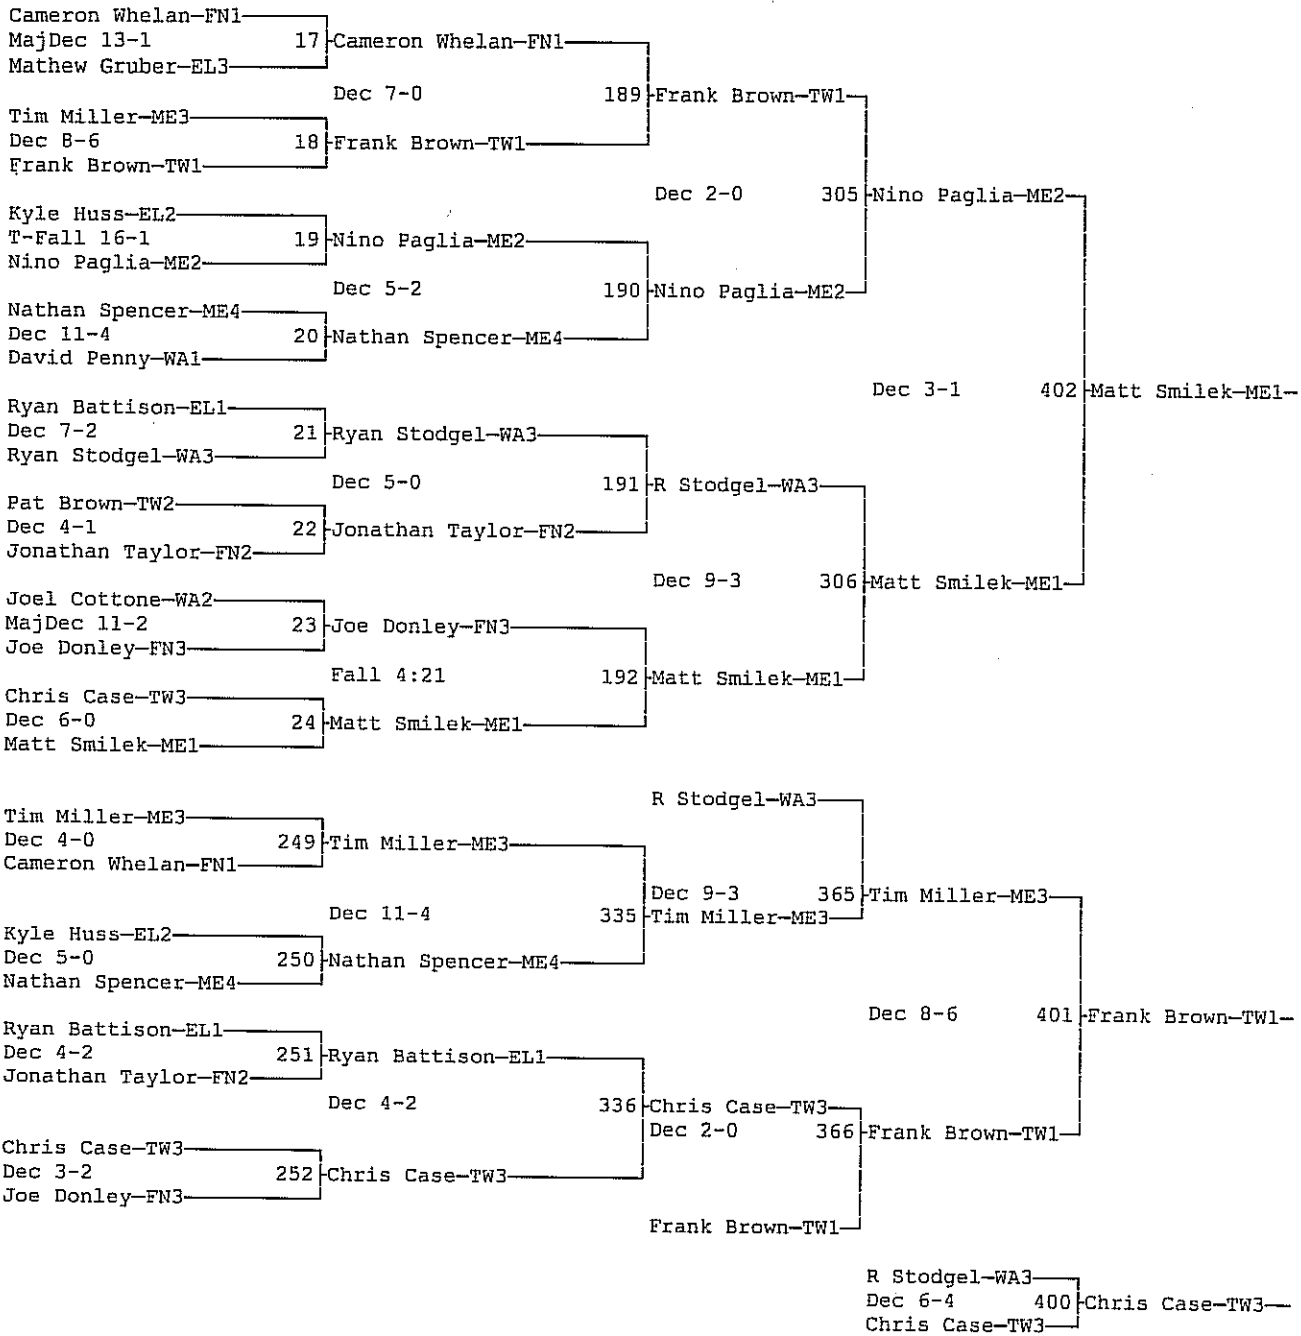 Cameron Whelan—FN1
MajDec 13-1 17 Cameron Whelan—FN1
Mathew Gruber—EL3
Dec 7-0 189 Frank Brown—TW1
Tim Miller—ME3
Dec 8-6 18 Frank Brown—TW1
Frank Brown—TW1
Dec 2-0 305 Nino Paglia—ME2
Kyle Huss—EL2
T-Fall 16-1 19 Nino Paglia—ME2
Nino Paglia—ME2
Dec 5-2 190 Nino Paglia—ME2
Nathan Spencer—ME4
Dec 11-4 20 Nathan Spencer—ME4
David Penny—WA1
Dec 3-1 402 Matt Smilek—ME1
Ryan Battison—EL1
Dec 7-2 21 Ryan Stodgel—WA3
Ryan Stodgel—WA3
Dec 5-0 191 R Stodgel—WA3
Pat Brown—TW2
Dec 4-1 22 Jonathan Taylor—FN2
Jonathan Taylor—FN2
Dec 9-3 306 Matt Smilek—ME1
Joel Cottone—WA2
MajDec 11-2 23 Joe Donley—FN3
Joe Donley—FN3
Fall 4:21 192 Matt Smilek—ME1
Chris Case—TW3
Dec 6-0 24 Matt Smilek—ME1
Matt Smilek—ME1
R Stodgel—WA3
Tim Miller—ME3
Dec 4-0 249 Tim Miller—ME3
Cameron Whelan—FN1
Dec 9-3 365 Tim Miller—ME3
Dec 11-4 335 Tim Miller—ME3
Kyle Huss—EL2
Dec 5-0 250 Nathan Spencer—ME4
Nathan Spencer—ME4
Dec 8-6 401 Frank Brown—TW1
Ryan Battison—EL1
Dec 4-2 251 Ryan Battison—EL1
Jonathan Taylor—FN2
Dec 4-2 336 Chris Case—TW3
Dec 2-0 366 Frank Brown—TW1
Chris Case—TW3
Dec 3-2 252 Chris Case—TW3
Joe Donley—FN3
Frank Brown—TW1
R Stodgel—WA3
Dec 6-4 400 Chris Case—TW3
Chris Case—TW3